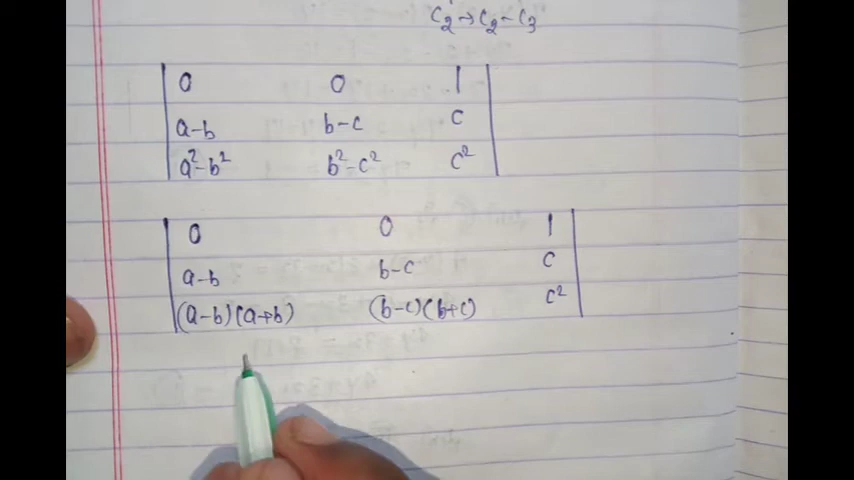 C₂→C₂-C₃
| 0 0 1 |
| a-b b-c c |
| a²-b² b²-c² c² |
| 0 0 1 |
| a-b b-c c |
| (a-b)(a+b) (b-c)(b+c) c² |